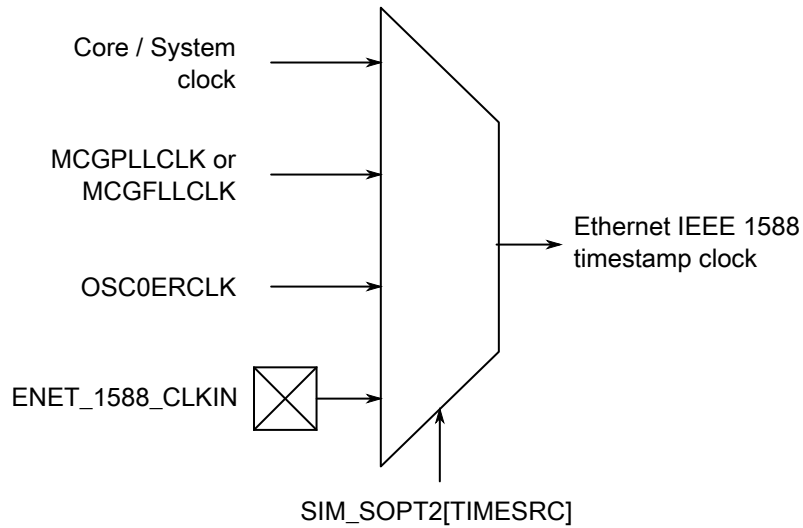 Core / System
clock
MCGPLLCLK or
MCGFLLCLK
OSC0ERCLK
ENET_1588_CLKIN
Ethernet IEEE 1588
timestamp clock
SIM_SOPT2[TIMESRC]